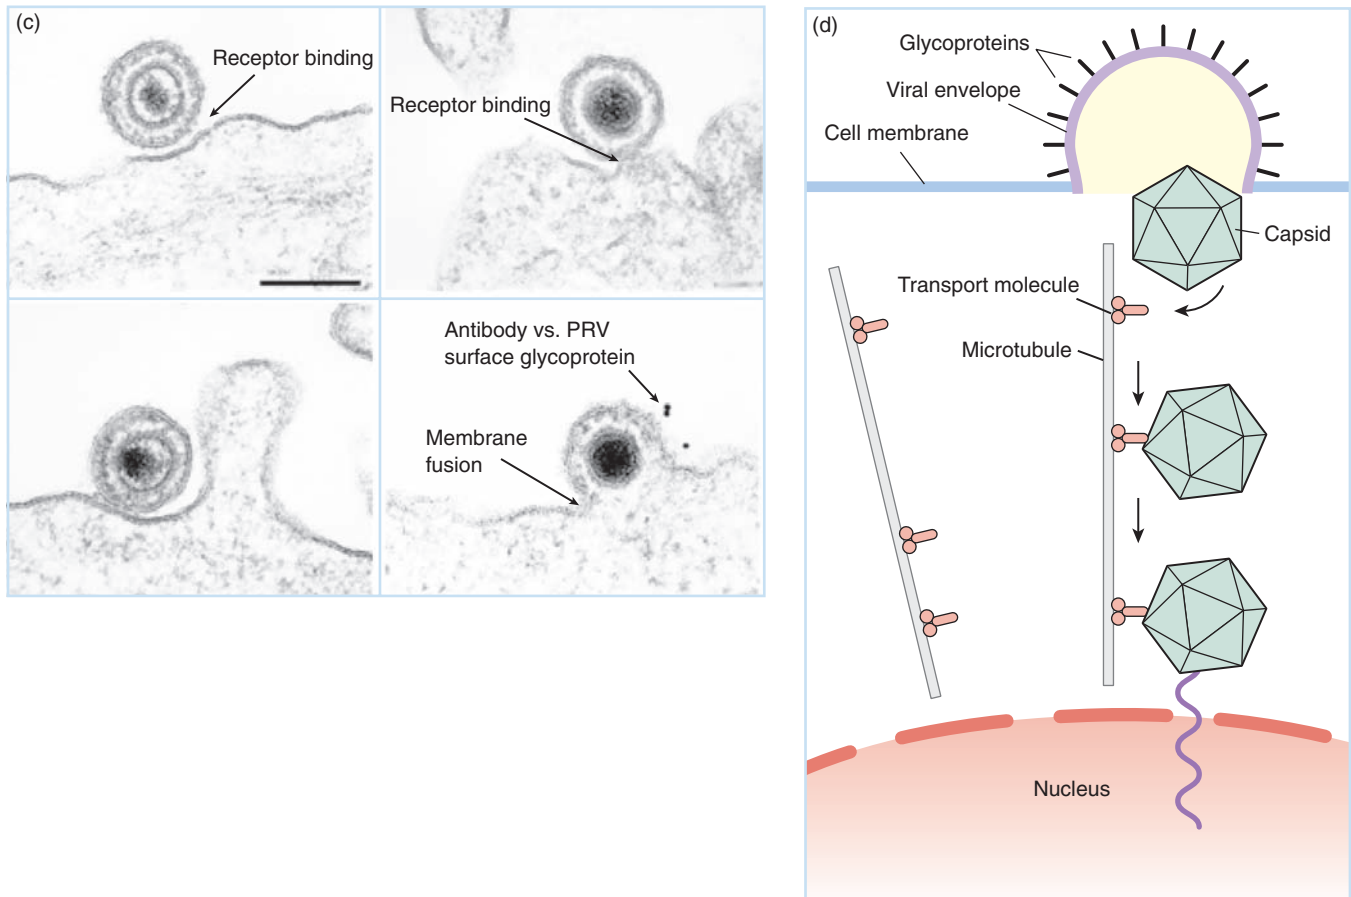 (c)
Receptor binding
Receptor binding
Antibody vs. PRV
surface glycoprotein
Membrane
fusion
(d)
Glycoproteins
Viral envelope
Cell membrane
Capsid
Transport molecule
Microtubule
Nucleus